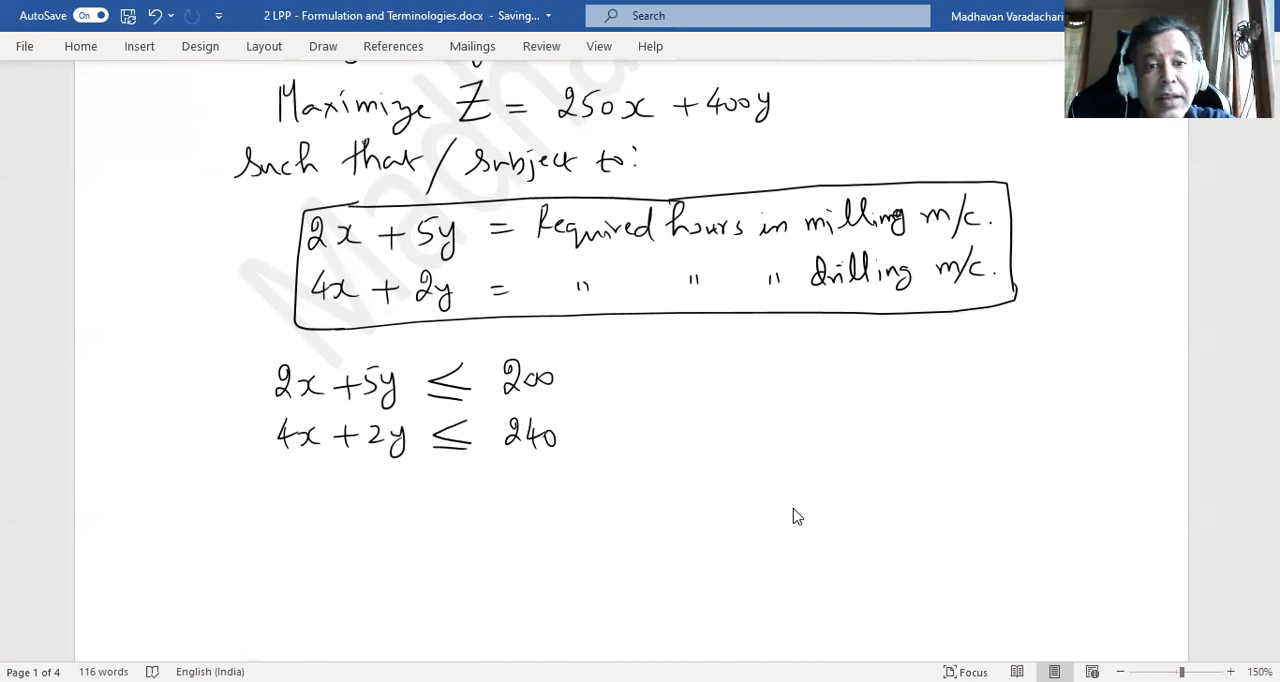 AutoSave On 2 LPP - Formulation and Terminologies.docx - Saving... Search Madhavan Varadachari
File Home Insert Design Layout Draw References Mailings Review View Help
Maximize Z = 250x + 400y
such that / subject to:
2x + 5y = Required hours in milling m/c.
4x + 2y = " " " drilling m/c.
2x + 5y ≤ 200
4x + 2y ≤ 240
Madha
Page 1 of 4 116 words English (India) Focus 150%